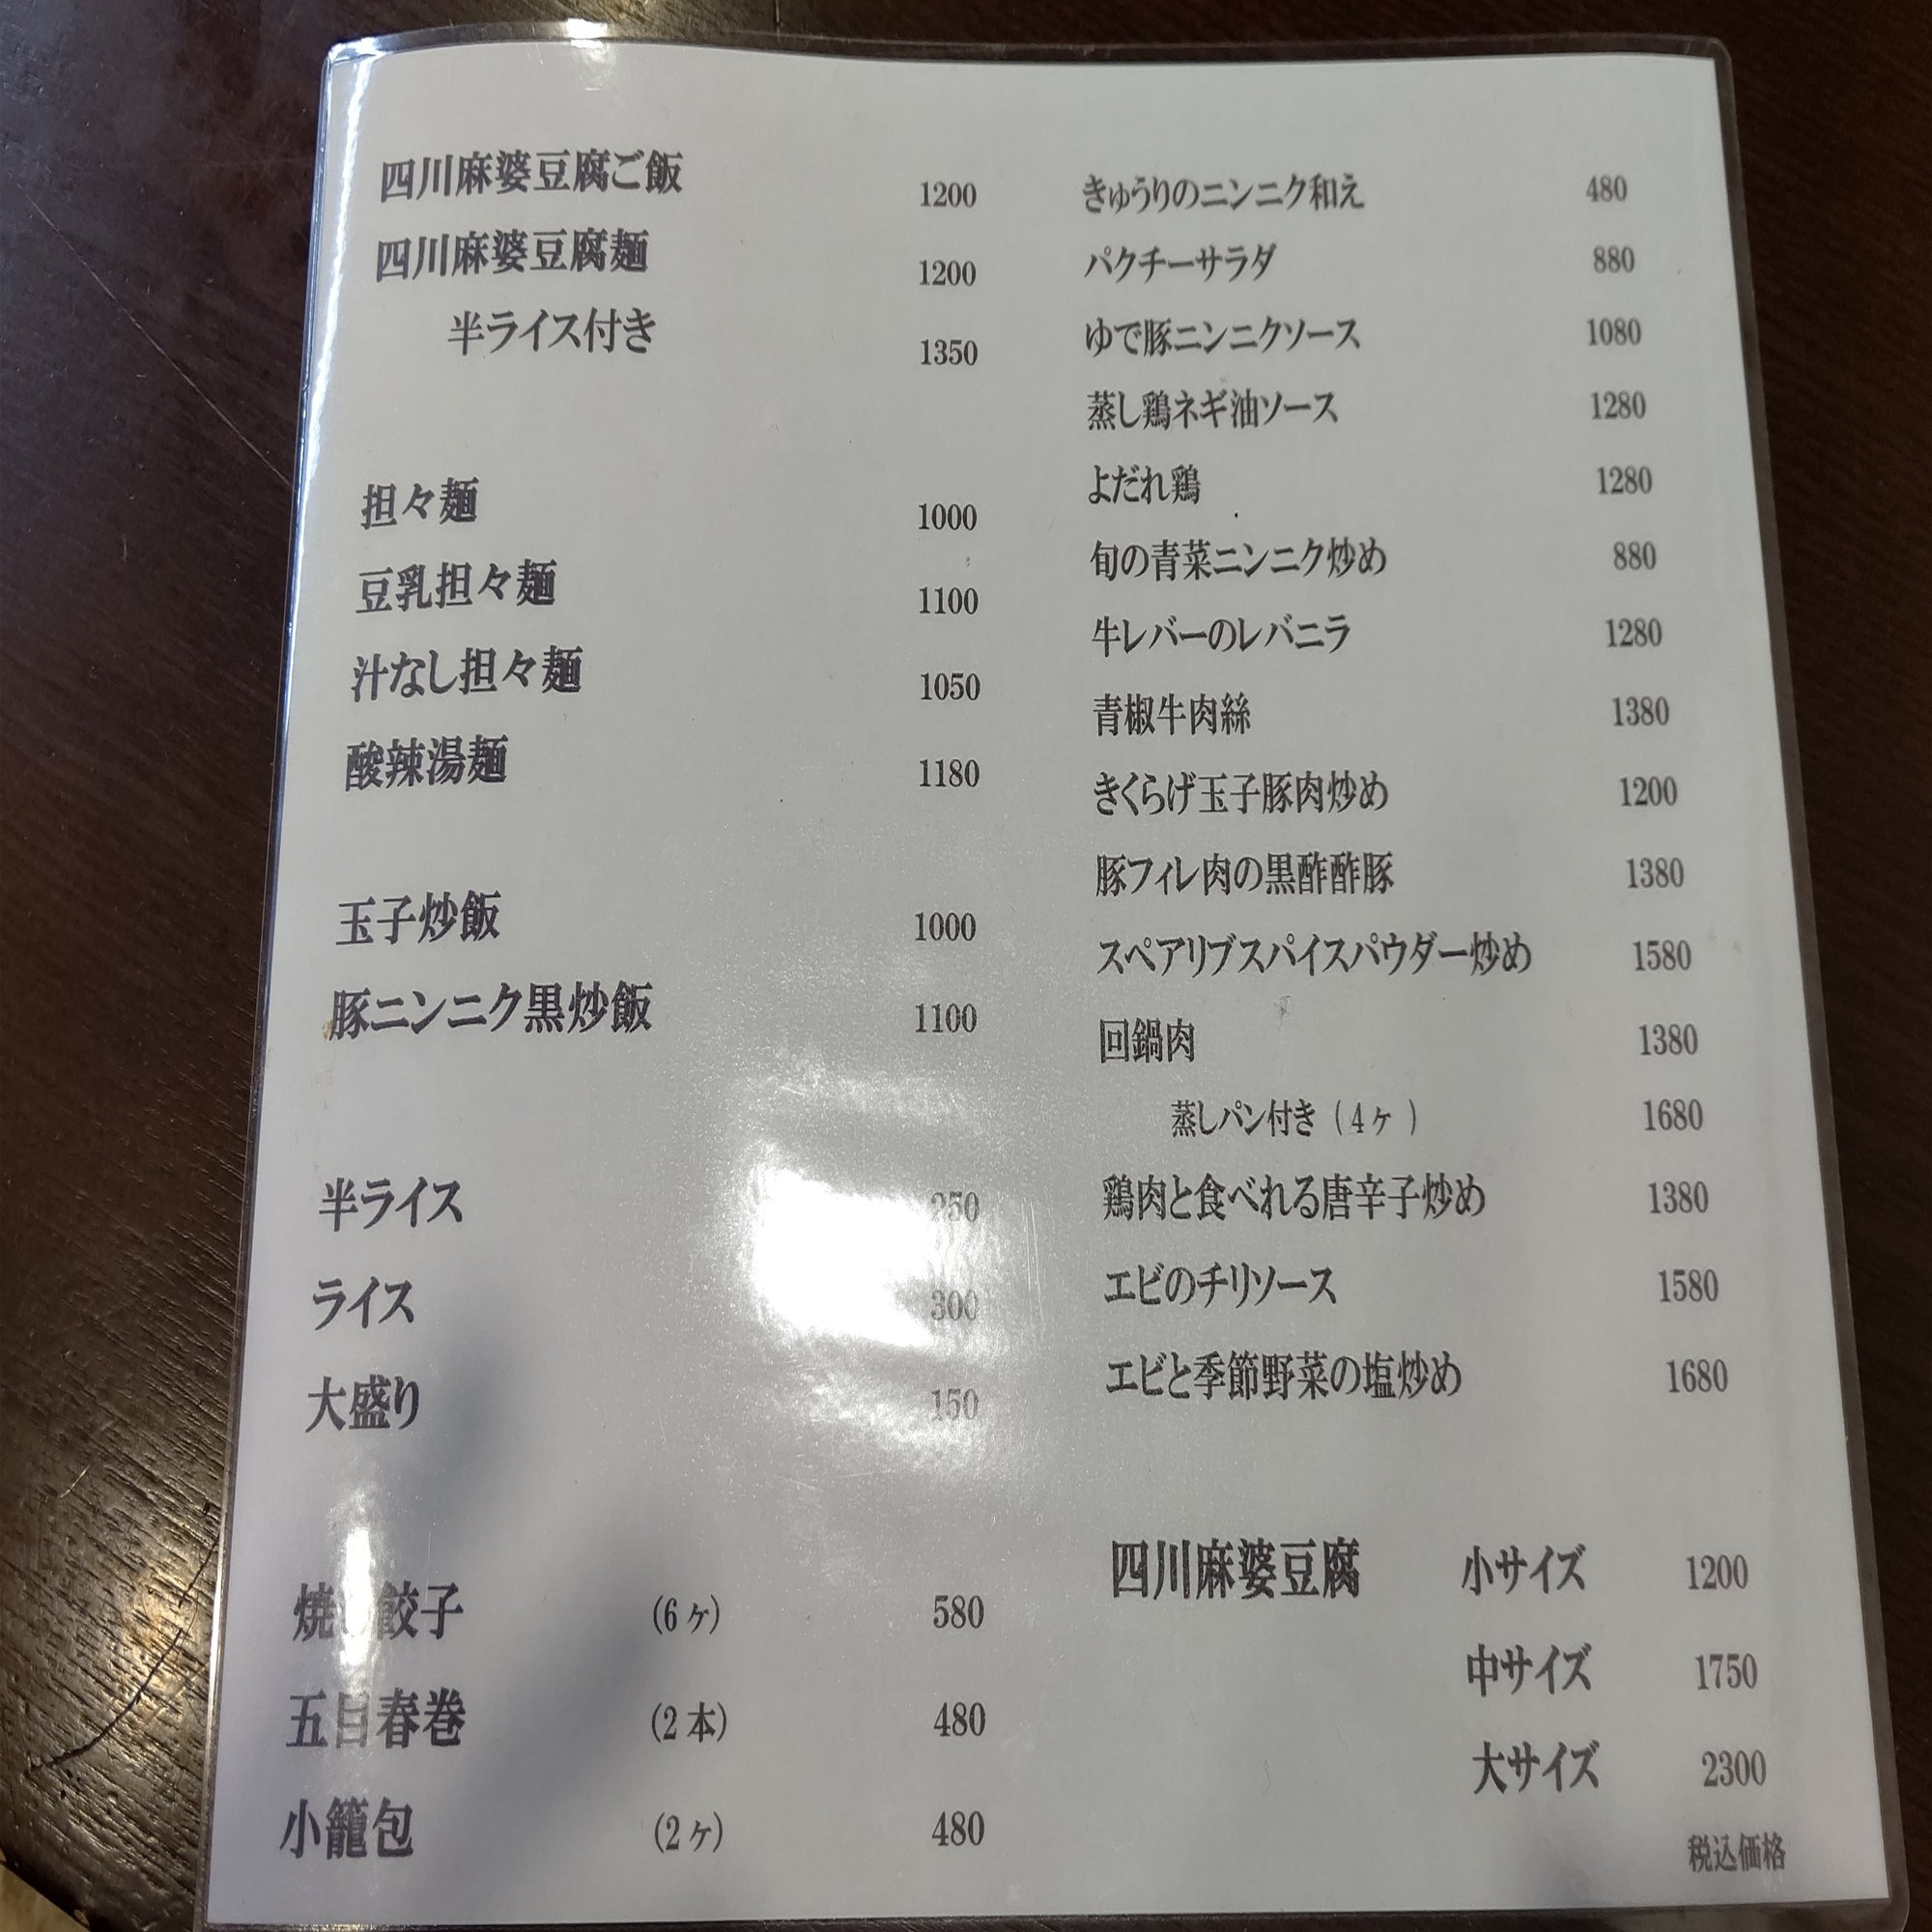 四川麻婆豆腐ご飯 1200
四川麻婆豆腐麺 1200
半ライス付き 1350
担々麺 1000
豆乳担々麺 1100
汁なし担々麺 1050
酸辣湯麺 1180
玉子炒飯 1000
豚ニンニク黒炒飯 1100
半ライス 250
ライス 300
大盛り 150
焼き餃子 (6ヶ) 580
五目春巻 (2本) 480
小籠包 (2ヶ) 480
きゅうりのニンニク和え 480
パクチーサラダ 880
ゆで豚ニンニクソース 1080
蒸し鶏ネギ油ソース 1280
よだれ鶏 1280
旬の青菜ニンニク炒め 880
牛レバーのレバニラ 1280
青椒牛肉絲 1380
きくらげ玉子豚肉炒め 1200
豚フィレ肉の黒酢酢豚 1380
スペアリブスパイスパウダー炒め 1580
回鍋肉 1380
蒸しパン付き(4ヶ) 1680
鶏肉と食べれる唐辛子炒め 1380
エビのチリソース 1580
エビと季節野菜の塩炒め 1680
四川麻婆豆腐 小サイズ 1200
中サイズ 1750
大サイズ 2300
税込価格